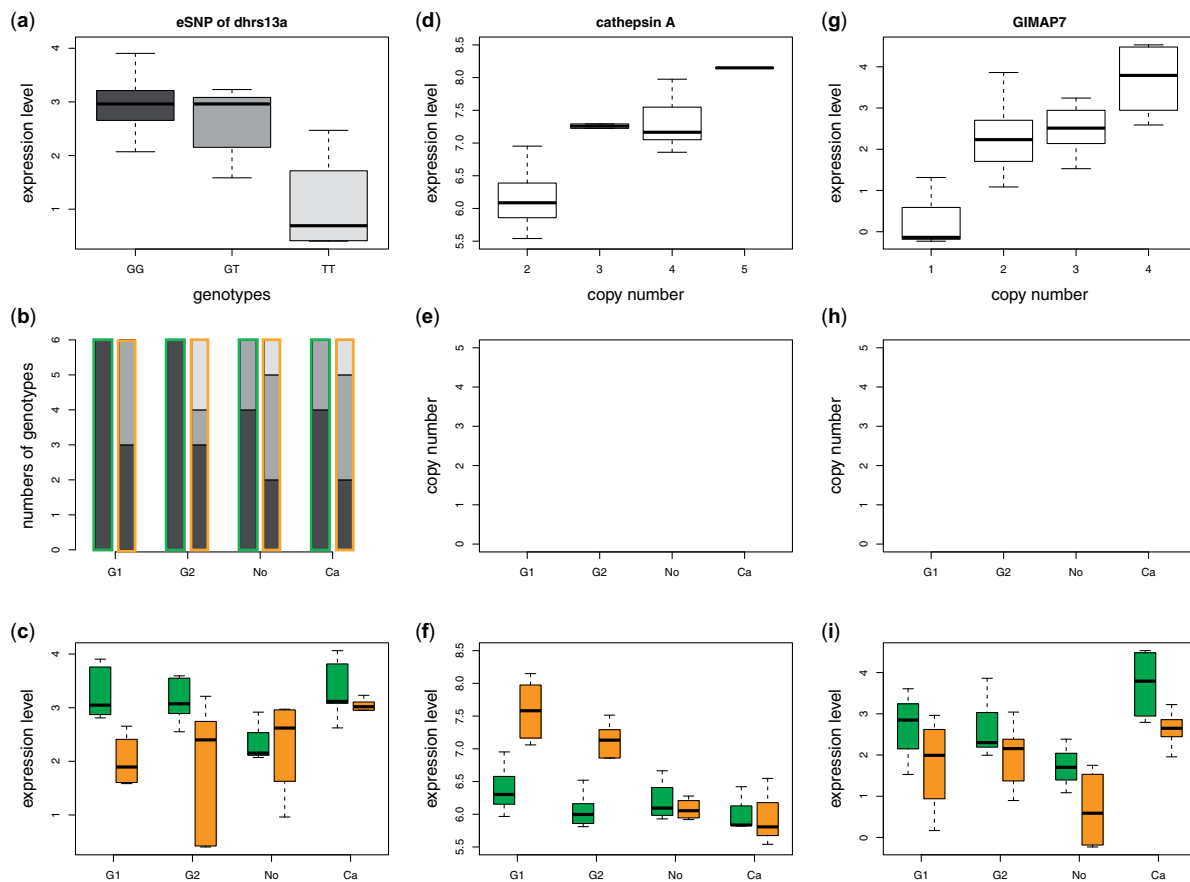 (a) eSNP of dhrs13a
expression level
4
3
2
1
GG GT TT
genotypes
(d) cathepsin A
expression level
8.5
8.0
7.5
7.0
6.5
6.0
5.5
2 3 4 5
copy number
(g) GIMAP7
expression level
4
3
2
1
0
1 2 3 4
copy number
(b)
numbers of genotypes
6
5
4
3
2
1
0
G1 G2 No Ca
(e)
copy number
5
4
3
2
1
0
G1 G2 No Ca
(h)
copy number
5
4
3
2
1
0
G1 G2 No Ca
(c)
expression level
4
3
2
1
G1 G2 No Ca
(f)
expression level
8.5
8.0
7.5
7.0
6.5
6.0
5.5
G1 G2 No Ca
(i)
expression level
4
3
2
1
0
G1 G2 No Ca